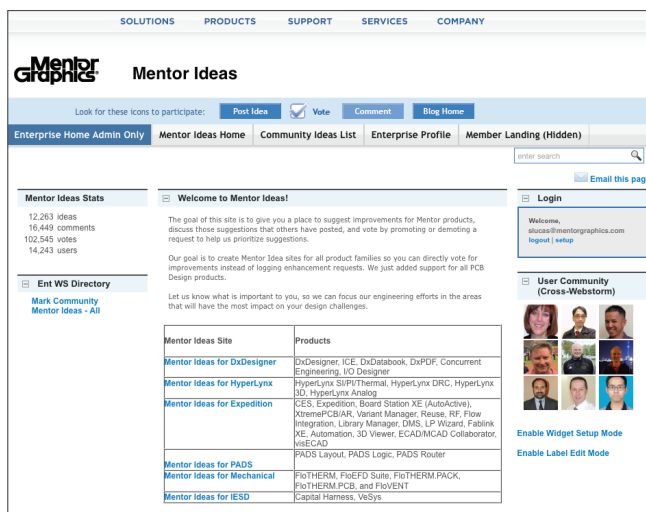 SOLUTIONS PRODUCTS SUPPORT SERVICES COMPANY
Mentor
Graphics®
Mentor Ideas
Look for these icons to participate: Post Idea Vote Comment Blog Home
Enterprise Home Admin Only Mentor Ideas Home Community Ideas List Enterprise Profile Member Landing (Hidden)
enter search
Email this pag
Mentor Ideas Stats
12,263 ideas
16,449 comments
102,545 votes
14,243 users
Ent WS Directory
Mark Community
Mentor Ideas - All
Welcome to Mentor Ideas!
The goal of this site is to give you a place to suggest improvements for Mentor products,
discuss those suggestions that others have posted, and vote by promoting or demoting a
request to help us prioritize suggestions.
Our goal is to create Mentor Idea sites for all product families so you can directly vote for
improvements instead of logging enhancement requests. We just added support for all PCB
Design products.
Let us know what is important to you, so we can focus our engineering efforts in the areas
that will have the most impact on your design challenges.
Mentor Ideas Site Products
Mentor Ideas for DxDesigner DxDesigner, ICE, DxDatabook, DxPDF, Concurrent
Engineering, I/O Designer
Mentor Ideas for HyperLynx HyperLynx SI/PI/Thermal, HyperLynx DRC, HyperLynx
3D, HyperLynx Analog
Mentor Ideas for Expedition CES, Expedition, Board Station XE (AutoActive),
XtremePCB/AR, Variant Manager, Reuse, RF, Flow
Integration, Library Manager, DMS, LP Wizard, Fablink
XE, Automation, 3D Viewer, ECAD/MCAD Collaborator,
visECAD
PADS Layout, PADS Logic, PADS Router
Mentor Ideas for PADS
Mentor Ideas for Mechanical FloTHERM, FloEFD Suite, FloTHERM.PACK,
FloTHERM.PCB, and FloVENT
Mentor Ideas for IESD Capital Harness, VeSys
Login
Welcome,
slucas@mentorgraphics.com
logout | setup
User Community
(Cross-Webstorm)
Enable Widget Setup Mode
Enable Label Edit Mode